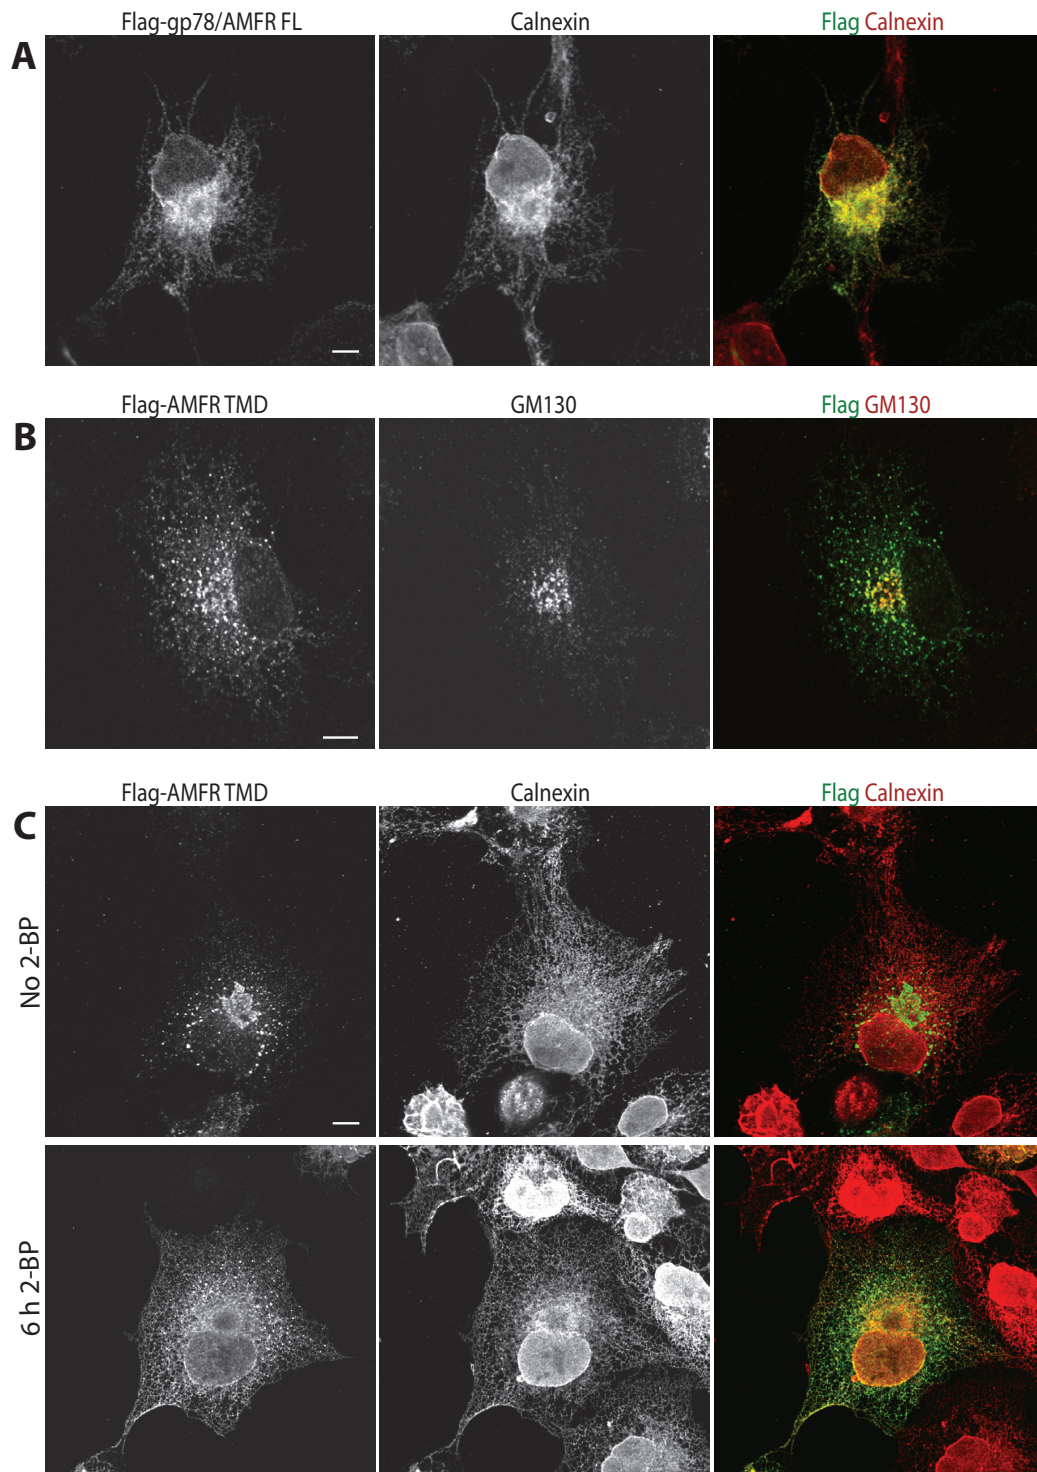 A
Flag-gp78/AMFR FL
Calnexin
Flag Calnexin
B
Flag-AMFR TMD
GM130
Flag GM130
C
Flag-AMFR TMD
Calnexin
Flag Calnexin
No 2-BP
6 h 2-BP